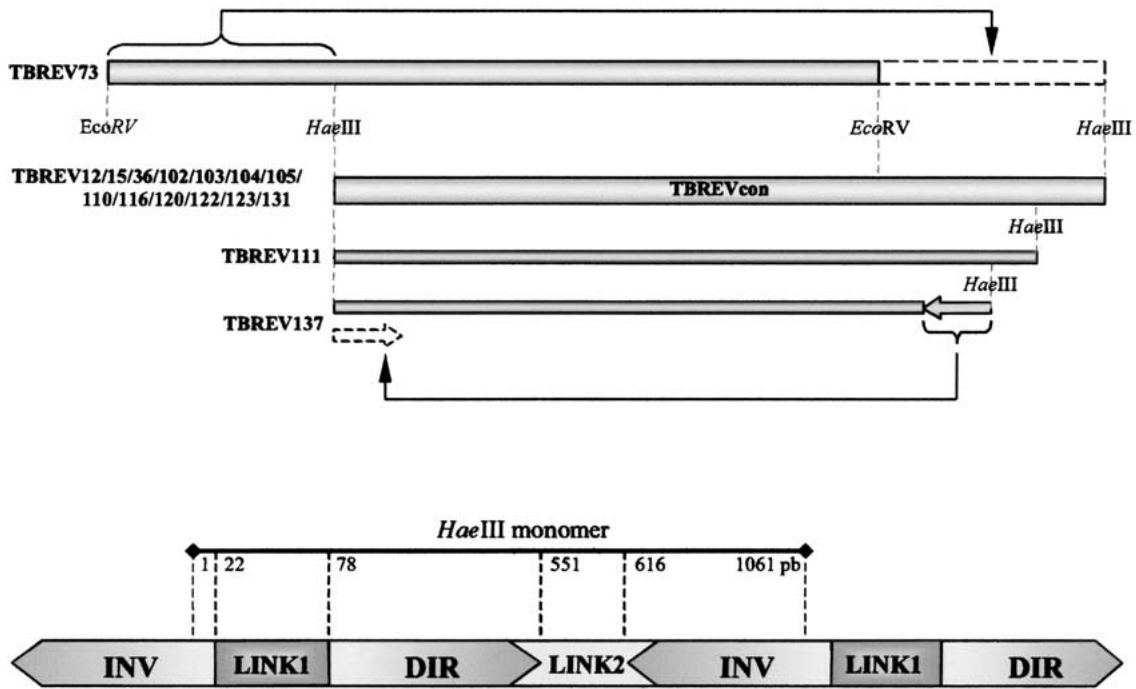 TBREV73
EcoRV HaeIII EcoRV HaeIII
TBREV12/15/36/102/103/104/105/
110/116/120/122/123/131
TBREVcon
HaeIII
TBREV111
HaeIII
TBREV137
HaeIII monomer
1 22 78 551 616 1061 pb
INV LINK1 DIR LINK2 INV LINK1 DIR